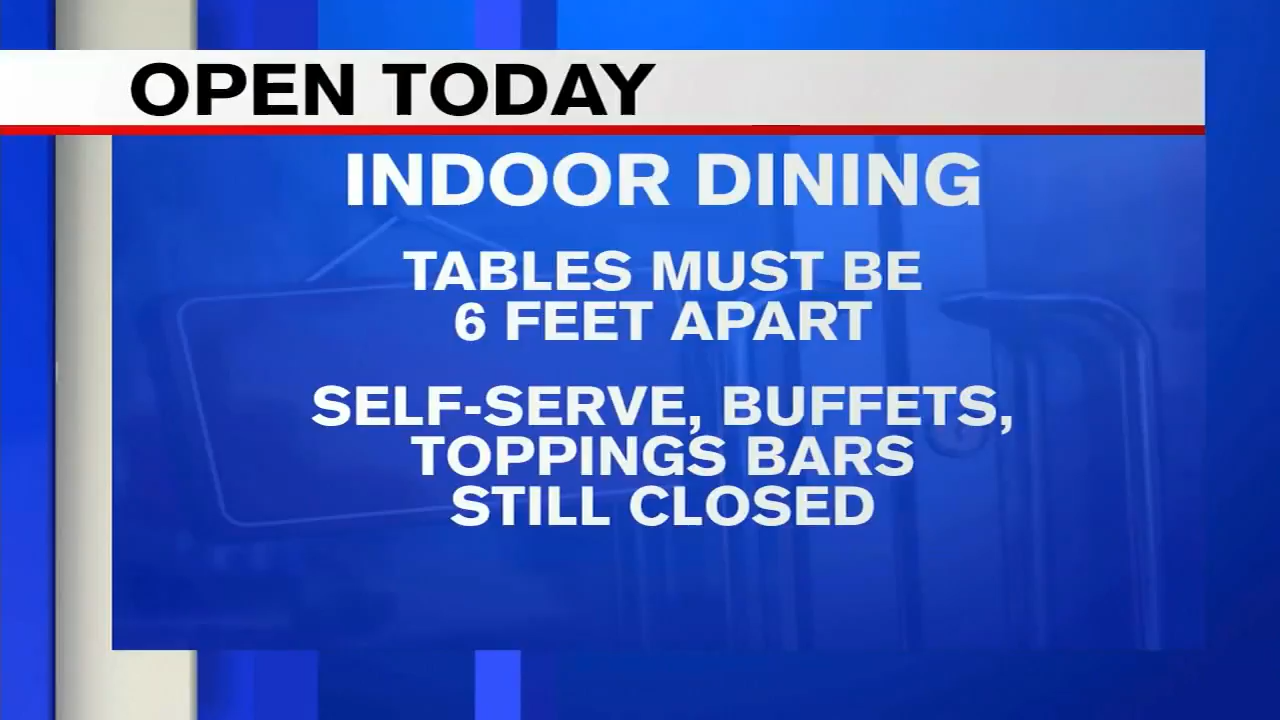 OPEN TODAY
INDOOR DINING
TABLES MUST BE
6 FEET APART
SELF-SERVE, BUFFETS,
TOPPINGS BARS
STILL CLOSED